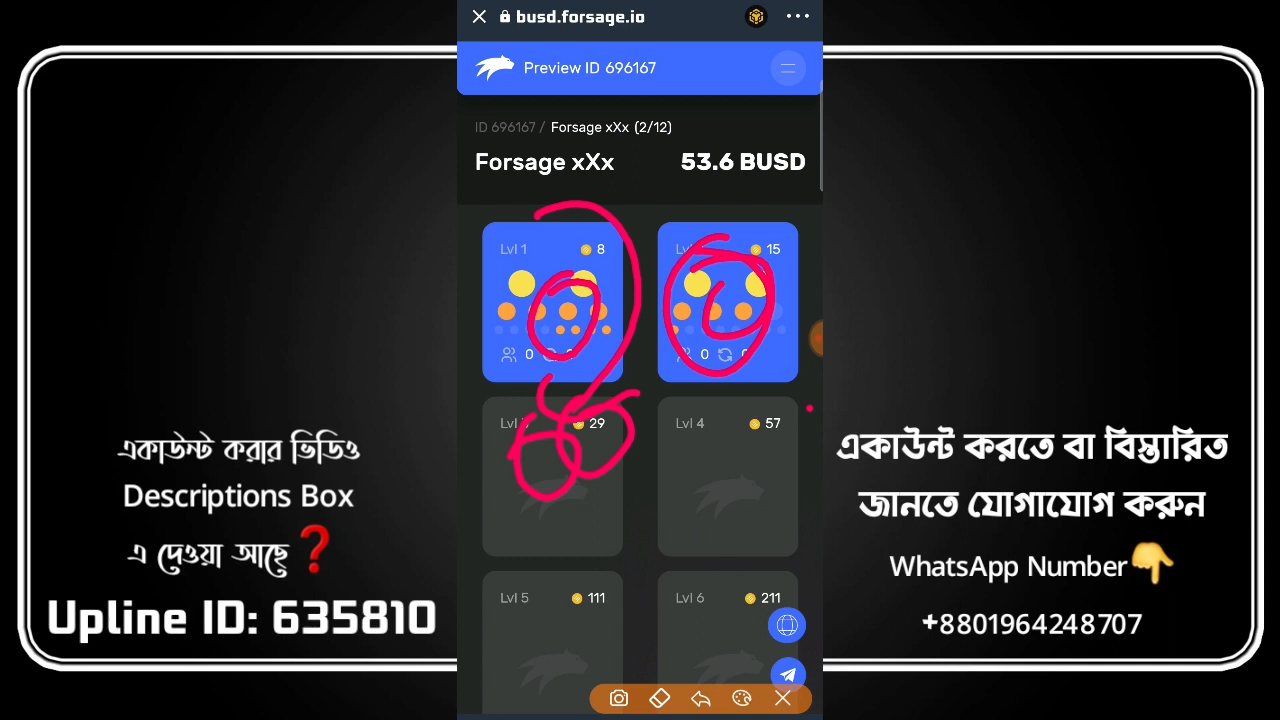 busd.forsage.io
Preview ID 696167
ID 696167 / Forsage xXx (2/12)
Forsage xXx 53.6 BUSD
Lvl 1 8
15
0
0
29
Lvl 4 57
Lvl 5 111
Lvl 6 211
একাউন্ট করার ভিডিও
Descriptions Box
এ দেওয়া আছে❓
Upline ID: 635810
একাউন্ট করতে বা বিস্তারিত
জানতে যোগাযোগ করুন
WhatsApp Number👇
+8801964248707